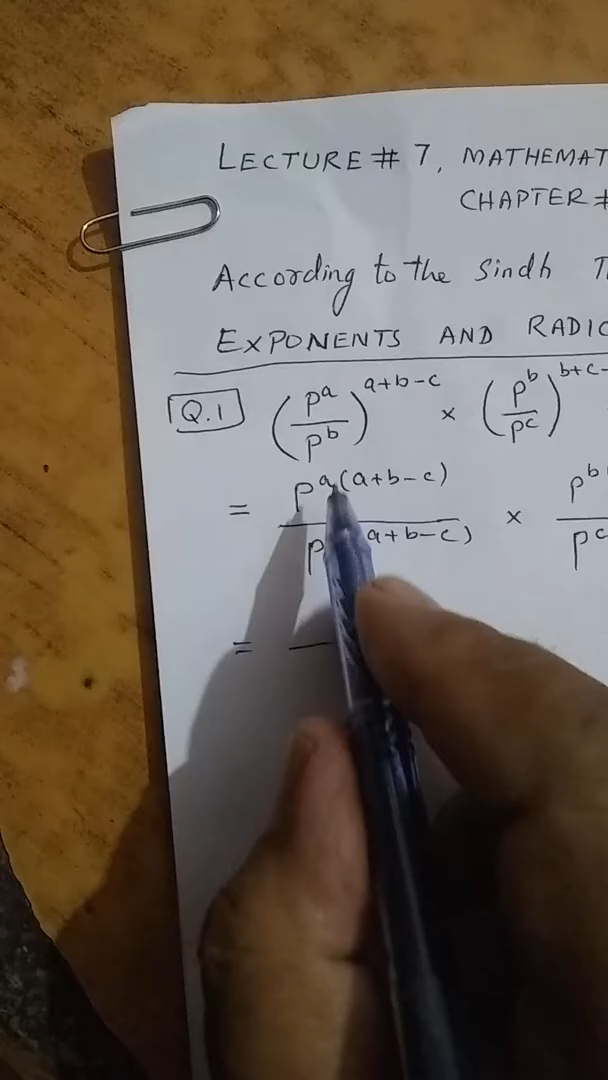 LECTURE # 7, MATHEMAT
CHAPTER #
According to the Sindh T
EXPONENTS AND RADIC
Q.1 (p^a/p^b)^(a+b-c) × (p^b/p^c)^(b+c-
= p^a(a+b-c) / p (a+b-c) × p^b / p^c
=